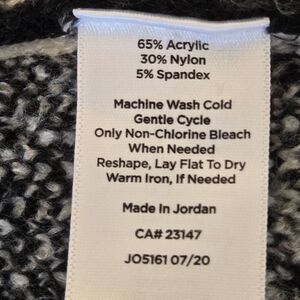 65% Acrylic
30% Nylon
5% Spandex
Machine Wash Cold
Gentle Cycle
Only Non-Chlorine Bleach
When Needed
Reshape, Lay Flat To Dry
Warm Iron, If Needed
Made In Jordan
CA# 23147
JO5161 07/20